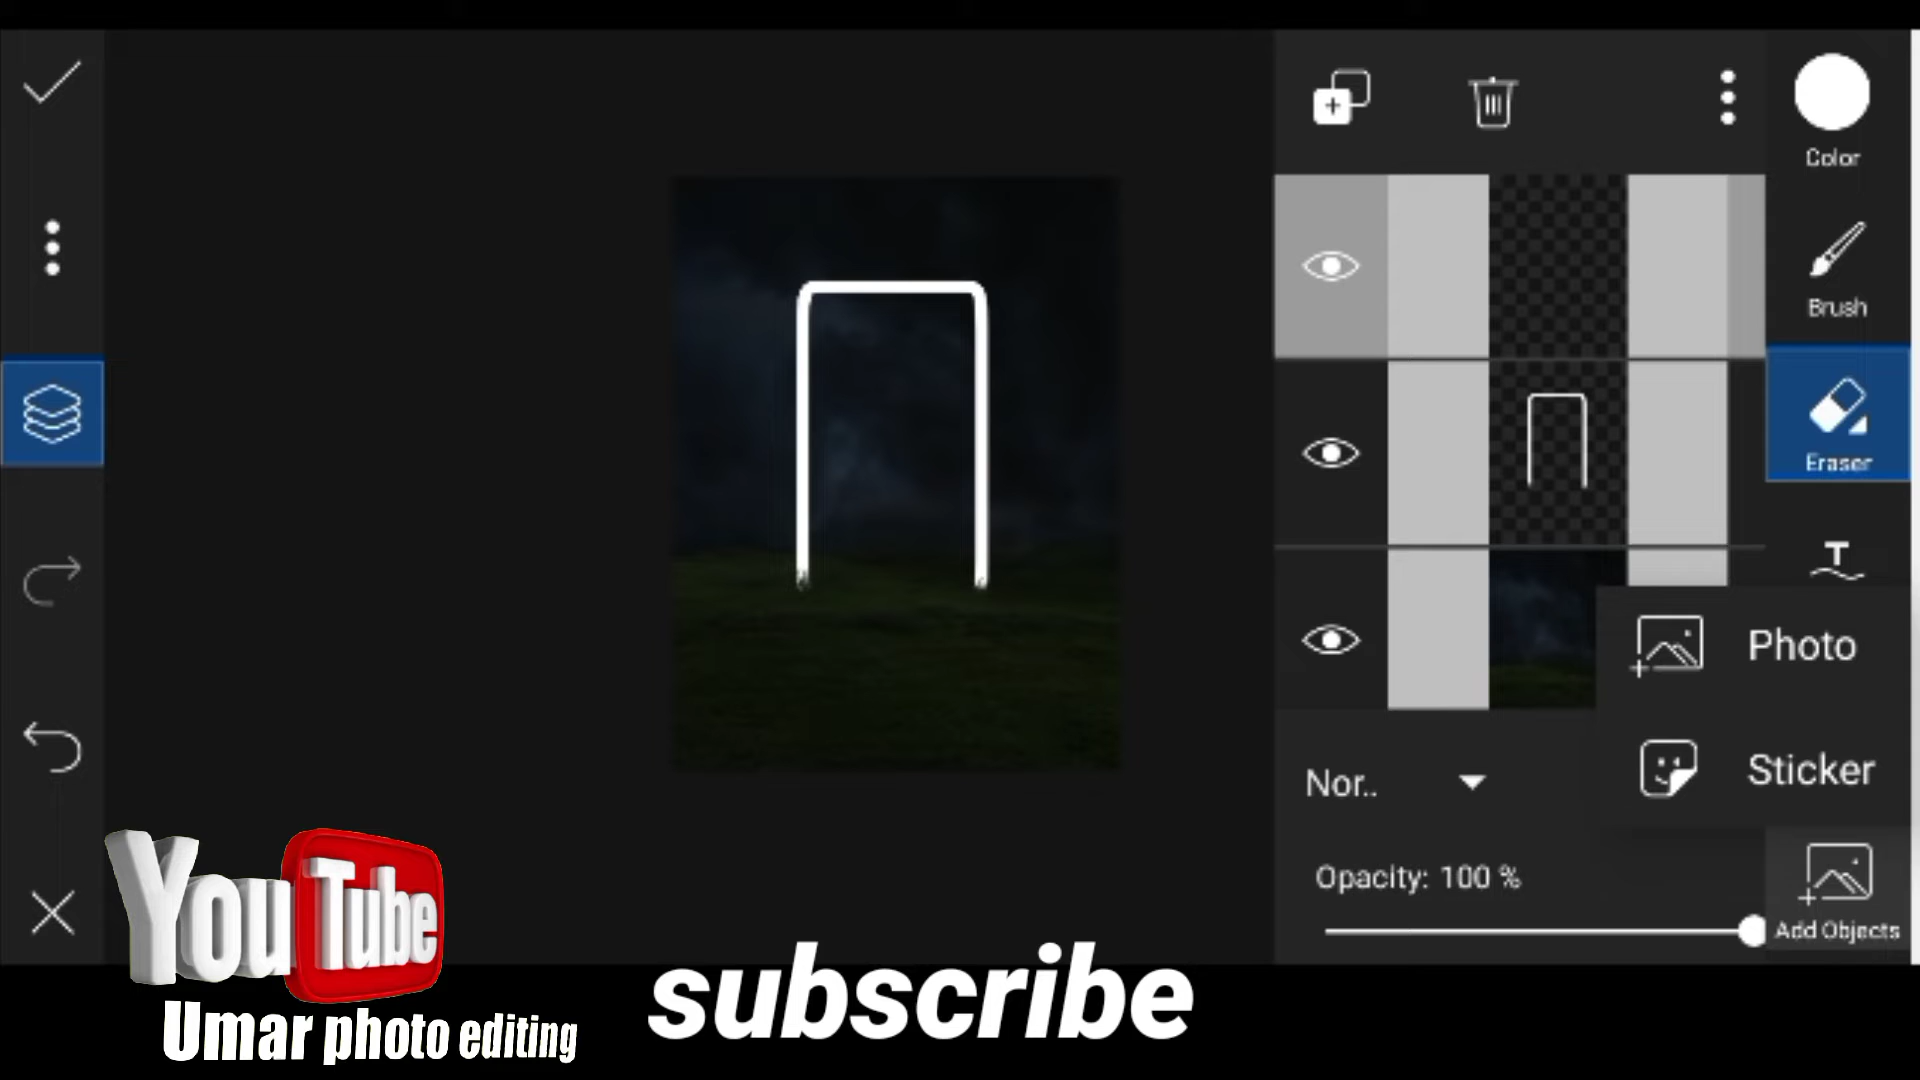 Color
Brush
Eraser
T
Photo
Sticker
Nor..
Opacity: 100 %
Add Objects
YouTube
Umar photo editing
subscribe